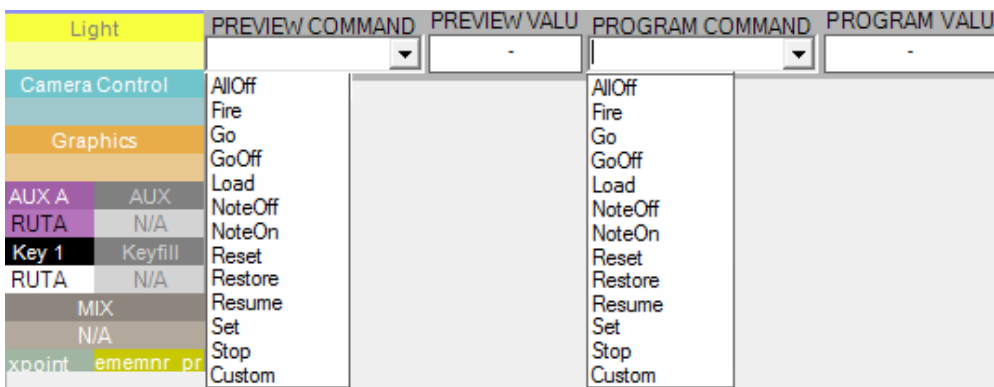 Light PREVIEW COMMAND PREVIEW VALU PROGRAM COMMAND PROGRAM VALU
- -
Camera Control AllOff AllOff
Fire Fire
Graphics Go Go
GoOff GoOff
Load Load
AUX A AUX NoteOff NoteOff
RUTA N/A NoteOn NoteOn
Key 1 Keyfill Reset Reset
RUTA N/A Restore Restore
MIX Resume Resume
N/A Set Set
xpoint ememnr pr Stop Stop
Custom Custom